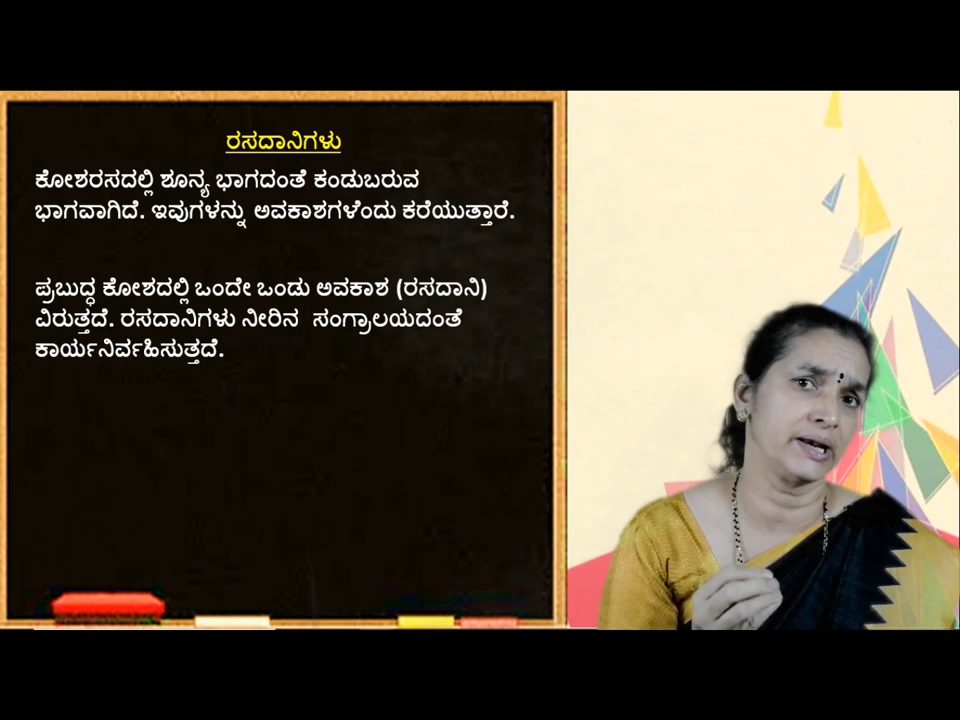 ರಸದಾನಿಗಳು
ಕೋಶರಸದಲ್ಲಿ ಶೂನ್ಯ ಭಾಗದಂತೆ ಕಂಡುಬರುವ
ಭಾಗವಾಗಿದೆ. ಇವುಗಳನ್ನು ಅವಕಾಶಗಳೆಂದು ಕರೆಯುತ್ತಾರೆ.
ಪ್ರಬುದ್ಧ ಕೋಶದಲ್ಲಿ ಒಂದೇ ಒಂದು ಅವಕಾಶ (ರಸದಾನಿ)
ವಿರುತ್ತದೆ. ರಸದಾನಿಗಳು ನೀರಿನ ಸಂಗ್ರಾಲಯದಂತೆ
ಕಾರ್ಯನಿರ್ವಹಿಸುತ್ತದೆ.